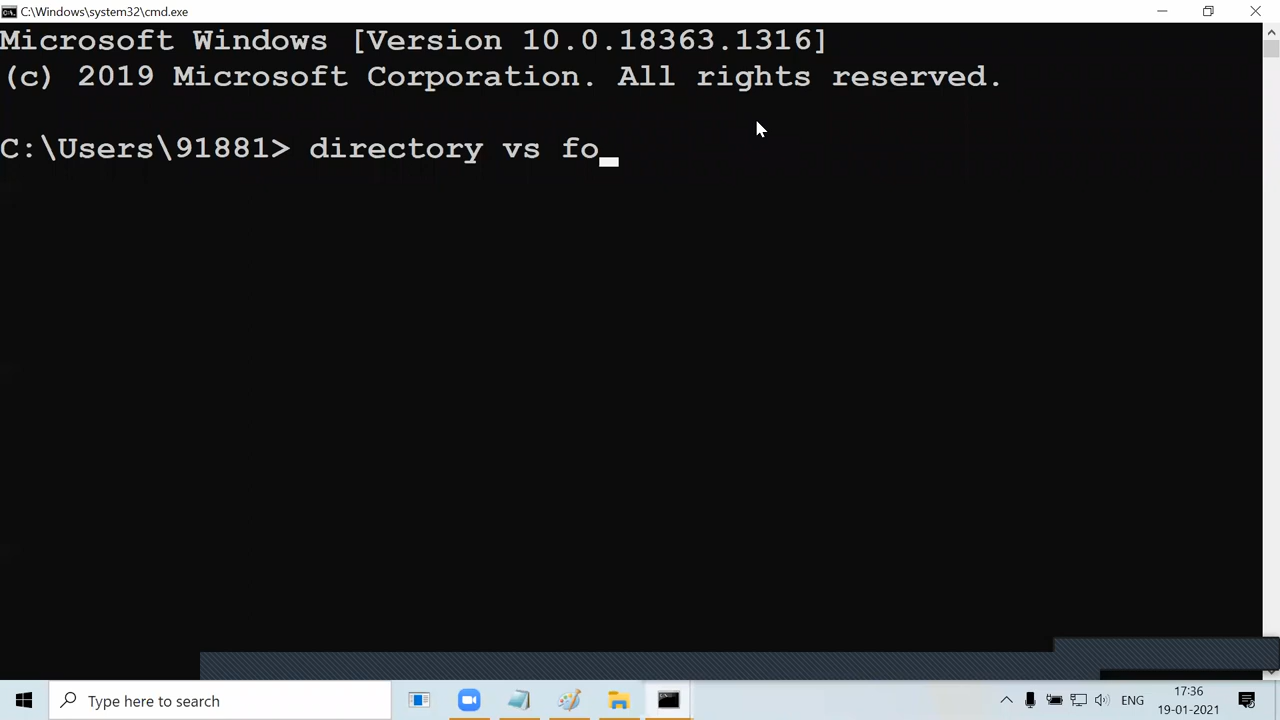 C:\Windows\system32\cmd.exe
Microsoft Windows [Version 10.0.18363.1316]
(c) 2019 Microsoft Corporation. All rights reserved.
C:\Users\91881> directory vs fo
Type here to search
ENG
17:36
19-01-2021